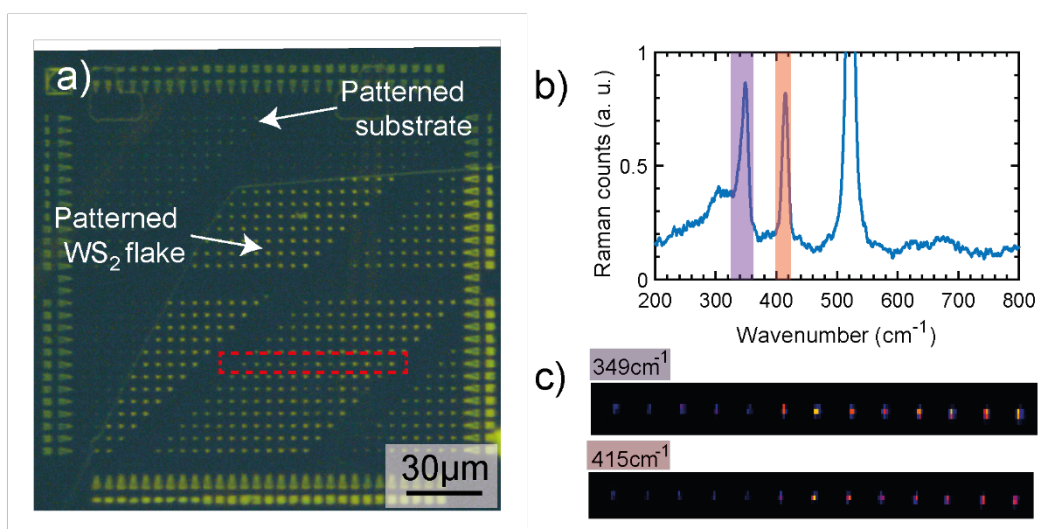 a)
Patterned
substrate
Patterned
WS₂ flake
30μm
b)
Raman counts (a. u.)
1
0.5
0
200 300 400 500 600 700 800
Wavenumber (cm⁻¹)
c)
349cm⁻¹
415cm⁻¹